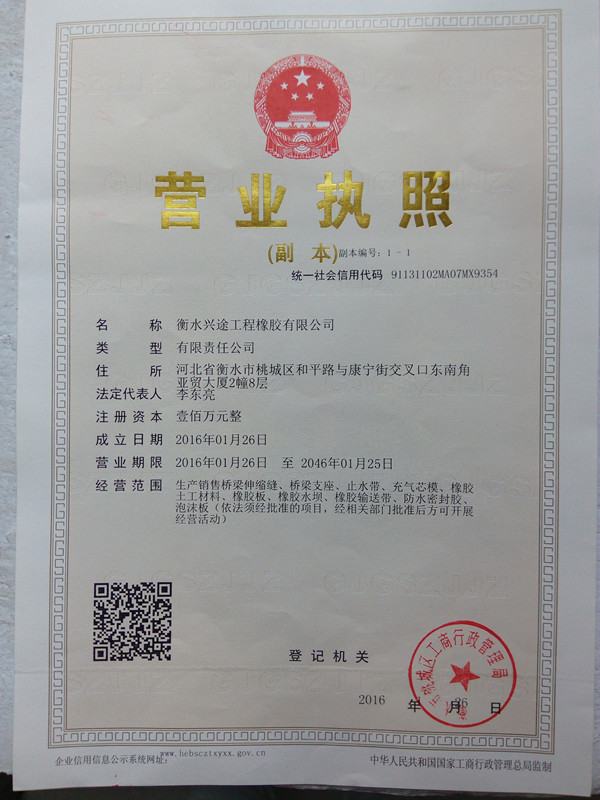 营业执照
(副 本)副本编号：1 - 1
统一社会信用代码 91131102MA07MX9354
名 称 衡水兴途工程橡胶有限公司
类 型 有限责任公司
住 所 河北省衡水市桃城区和平路与康宁街交叉口东南角
亚贸大厦2幢8层
法定代表人 李东亮
注册资本 壹佰万元整
成立日期 2016年01月26日
营业期限 2016年01月26日 至 2046年01月25日
经营范围 生产销售桥梁伸缩缝、桥梁支座、止水带、充气芯模、橡胶
土工材料、橡胶板、橡胶水坝、橡胶输送带、防水密封胶、
泡沫板（依法须经批准的项目，经相关部门批准后方可开展
经营活动）
登记机关
桃城区工商行政管理局
2016 年 月 26 日
企业信用信息公示系统网址：www.hebscztxyxx.gov.cn
中华人民共和国国家工商行政管理总局监制